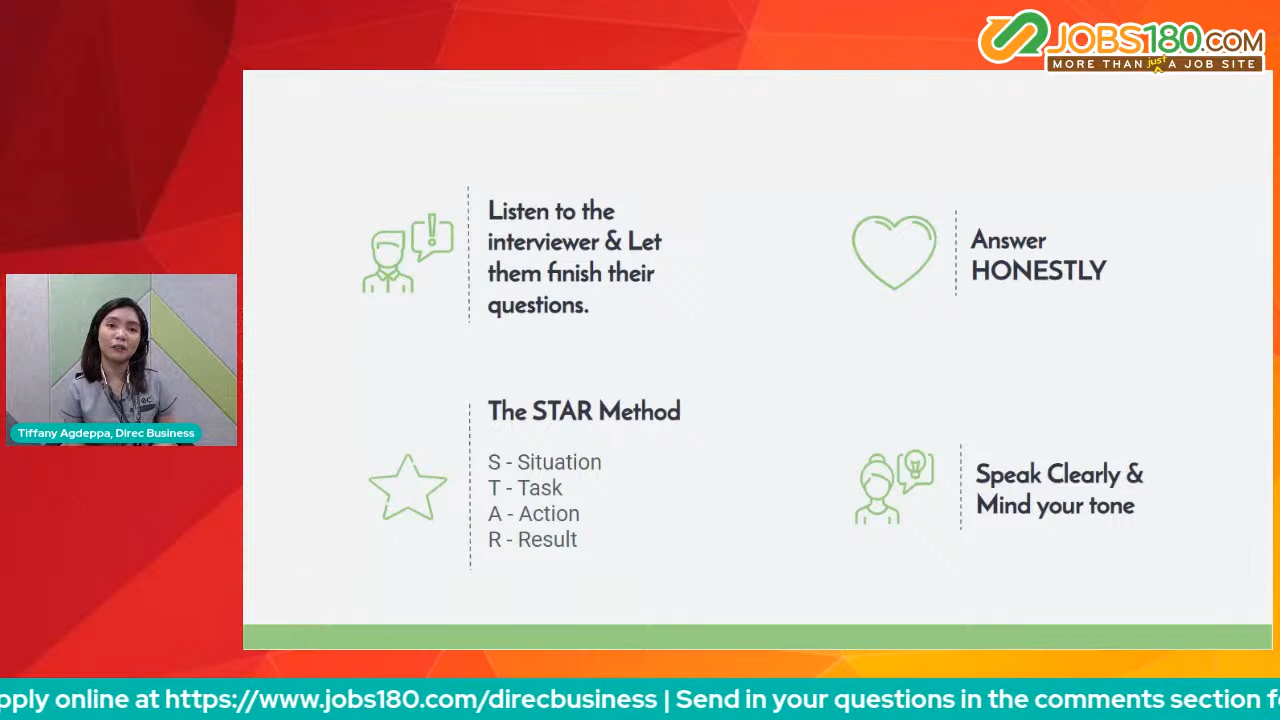 JOBS180.COM
MORE THAN just A JOB SITE
Listen to the
interviewer & Let
them finish their
questions.
Answer
HONESTLY
The STAR Method
S - Situation
T - Task
A - Action
R - Result
Speak Clearly &
Mind your tone
Tiffany Agdeppa, Direc Business
online at https://www.jobs180.com/direcbusiness | Send in your questions in the comments section